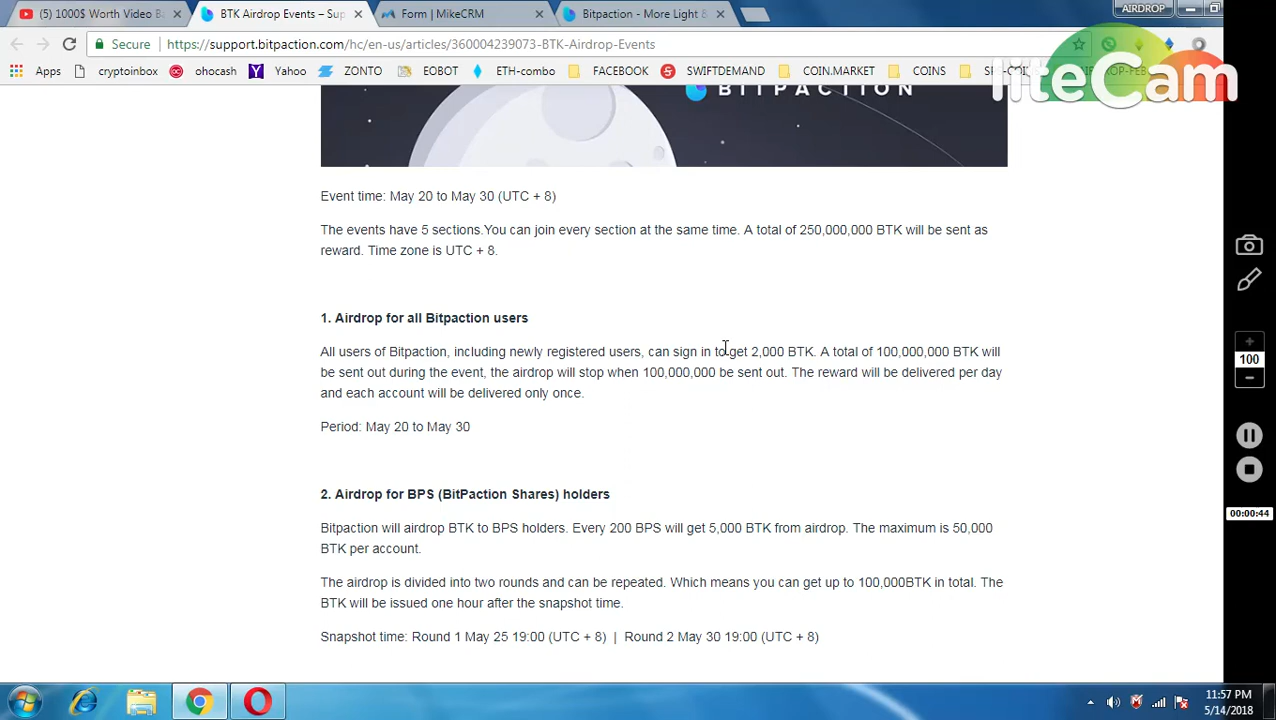 AIRDROP
(5) 1000$ Worth Video B
BTK Airdrop Events – Sup
Form | MikeCRM
Bitpaction - More Light &
Secure
https://support.bitpaction.com/hc/en-us/articles/360004239073-BTK-Airdrop-Events
Apps
cryptoinbox
ohocash
Yahoo
ZONTO
EOBOT
ETH-combo
FACEBOOK
SWIFTDEMAND
COIN.MARKET
COINS
liteCam
BITPACTION
Event time: May 20 to May 30 (UTC + 8)
The events have 5 sections.You can join every section at the same time. A total of 250,000,000 BTK will be sent as
reward. Time zone is UTC + 8.
1. Airdrop for all Bitpaction users
All users of Bitpaction, including newly registered users, can sign in to get 2,000 BTK. A total of 100,000,000 BTK will
be sent out during the event, the airdrop will stop when 100,000,000 be sent out. The reward will be delivered per day
and each account will be delivered only once.
Period: May 20 to May 30
2. Airdrop for BPS (BitPaction Shares) holders
Bitpaction will airdrop BTK to BPS holders. Every 200 BPS will get 5,000 BTK from airdrop. The maximum is 50,000
BTK per account.
The airdrop is divided into two rounds and can be repeated. Which means you can get up to 100,000BTK in total. The
BTK will be issued one hour after the snapshot time.
Snapshot time: Round 1 May 25 19:00 (UTC + 8) | Round 2 May 30 19:00 (UTC + 8)
100
00:00:44
11:57 PM
5/14/2018